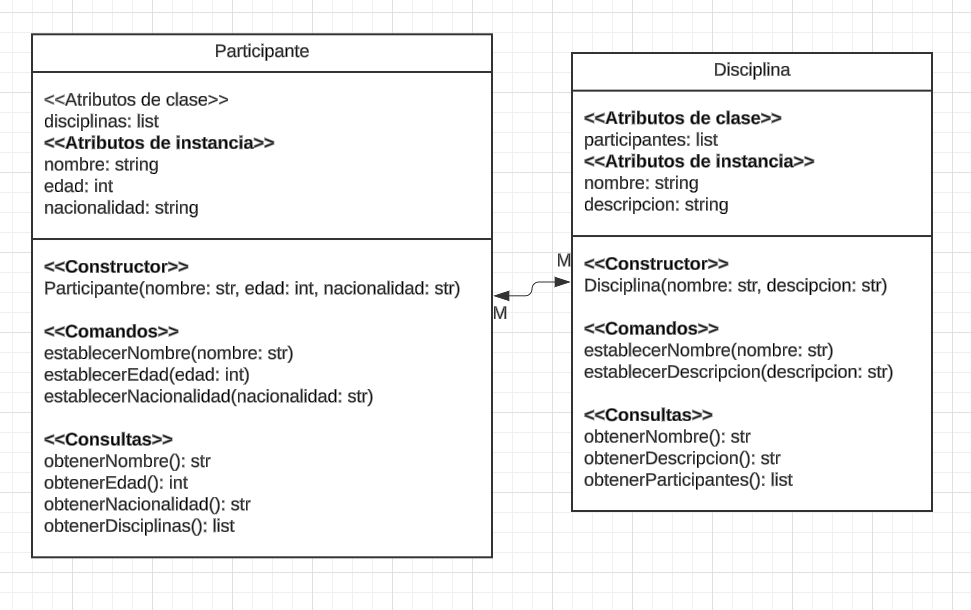 Participante
<<Atributos de clase>>
disciplinas: list
<<Atributos de instancia>>
nombre: string
edad: int
nacionalidad: string
<<Constructor>>
Participante(nombre: str, edad: int, nacionalidad: str)
<<Comandos>>
establecerNombre(nombre: str)
establecerEdad(edad: int)
establecerNacionalidad(nacionalidad: str)
<<Consultas>>
obtenerNombre(): str
obtenerEdad(): int
obtenerNacionalidad(): str
obtenerDisciplinas(): list
M
M
Disciplina
<<Atributos de clase>>
participantes: list
<<Atributos de instancia>>
nombre: string
descripcion: string
<<Constructor>>
Disciplina(nombre: str, descipcion: str)
<<Comandos>>
establecerNombre(nombre: str)
establecerDescripcion(descripcion: str)
<<Consultas>>
obtenerNombre(): str
obtenerDescripcion(): str
obtenerParticipantes(): list